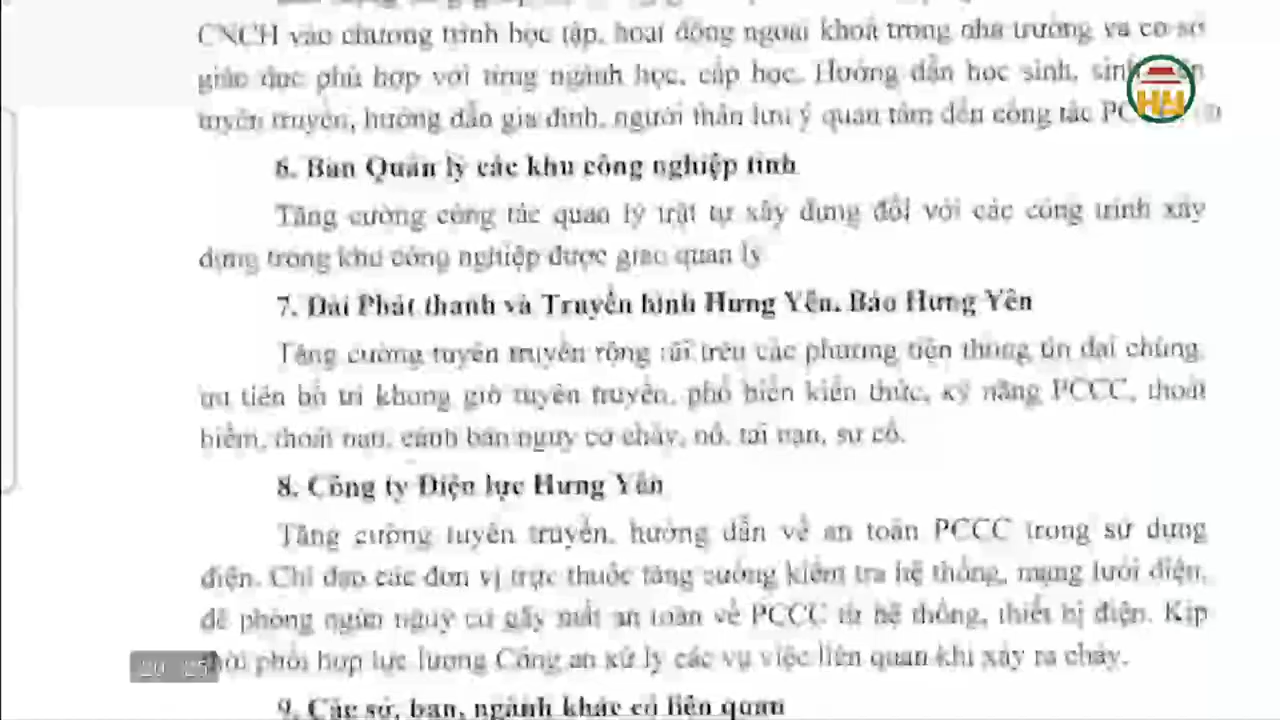 CNCH vào chương trình học tập, hoạt động ngoại khoá trong nhà trường và cơ sở
giáo dục phù hợp với từng ngành học, cấp học. Hướng dẫn học sinh, sinh
tuyên truyền, hướng dẫn gia đình, người thân lưu ý quan tâm đến công tác
6. Ban Quản lý các khu công nghiệp tỉnh
Tăng cường công tác quản lý trật tự xây dựng đối với các công trình xây
dựng trong khu công nghiệp được giao quản lý
7. Đài Phát thanh và Truyền hình Hưng Yên, Báo Hưng Yên
Tăng cường tuyên truyền rộng rãi trên các phương tiện thông tin đại chúng,
ưu tiên bố trí khung giờ tuyên truyền, phổ biến kiến thức, kỹ năng PCCC, thoát
hiểm, thoát nạn, cảnh báo nguy cơ cháy, nổ, tai nạn, sự cố.
8. Công ty Điện lực Hưng Yên
Tăng cường tuyên truyền, hướng dẫn về an toàn PCCC trong sử dụng
điện. Chỉ đạo các đơn vị trực thuộc tăng cường kiểm tra hệ thống, mạng lưới điện,
đề phòng ngừa nguy cơ gây mất an toàn về PCCC từ hệ thống, thiết bị điện. Kịp
thời phối hợp lực lượng Công an xử lý các vụ việc liên quan khi xảy ra cháy.
9. Các sở, ban, ngành khác có liên quan
HY